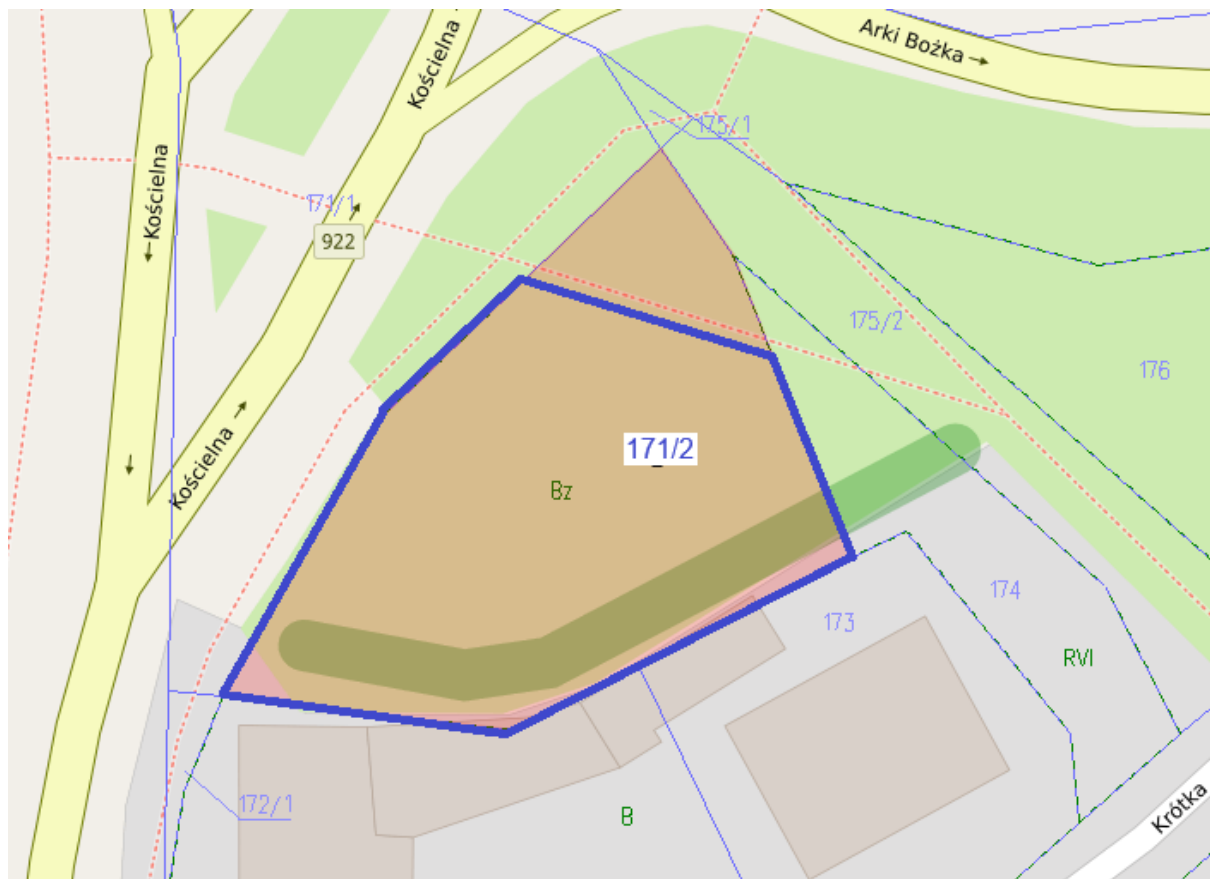 Kościelna
Arki Bożka →
Kościelna
175/1
←Kościelna
171/1
922
175/2
176
171/2
Kościelna
Bz
174
173
RVI
172/1
B
Krótka